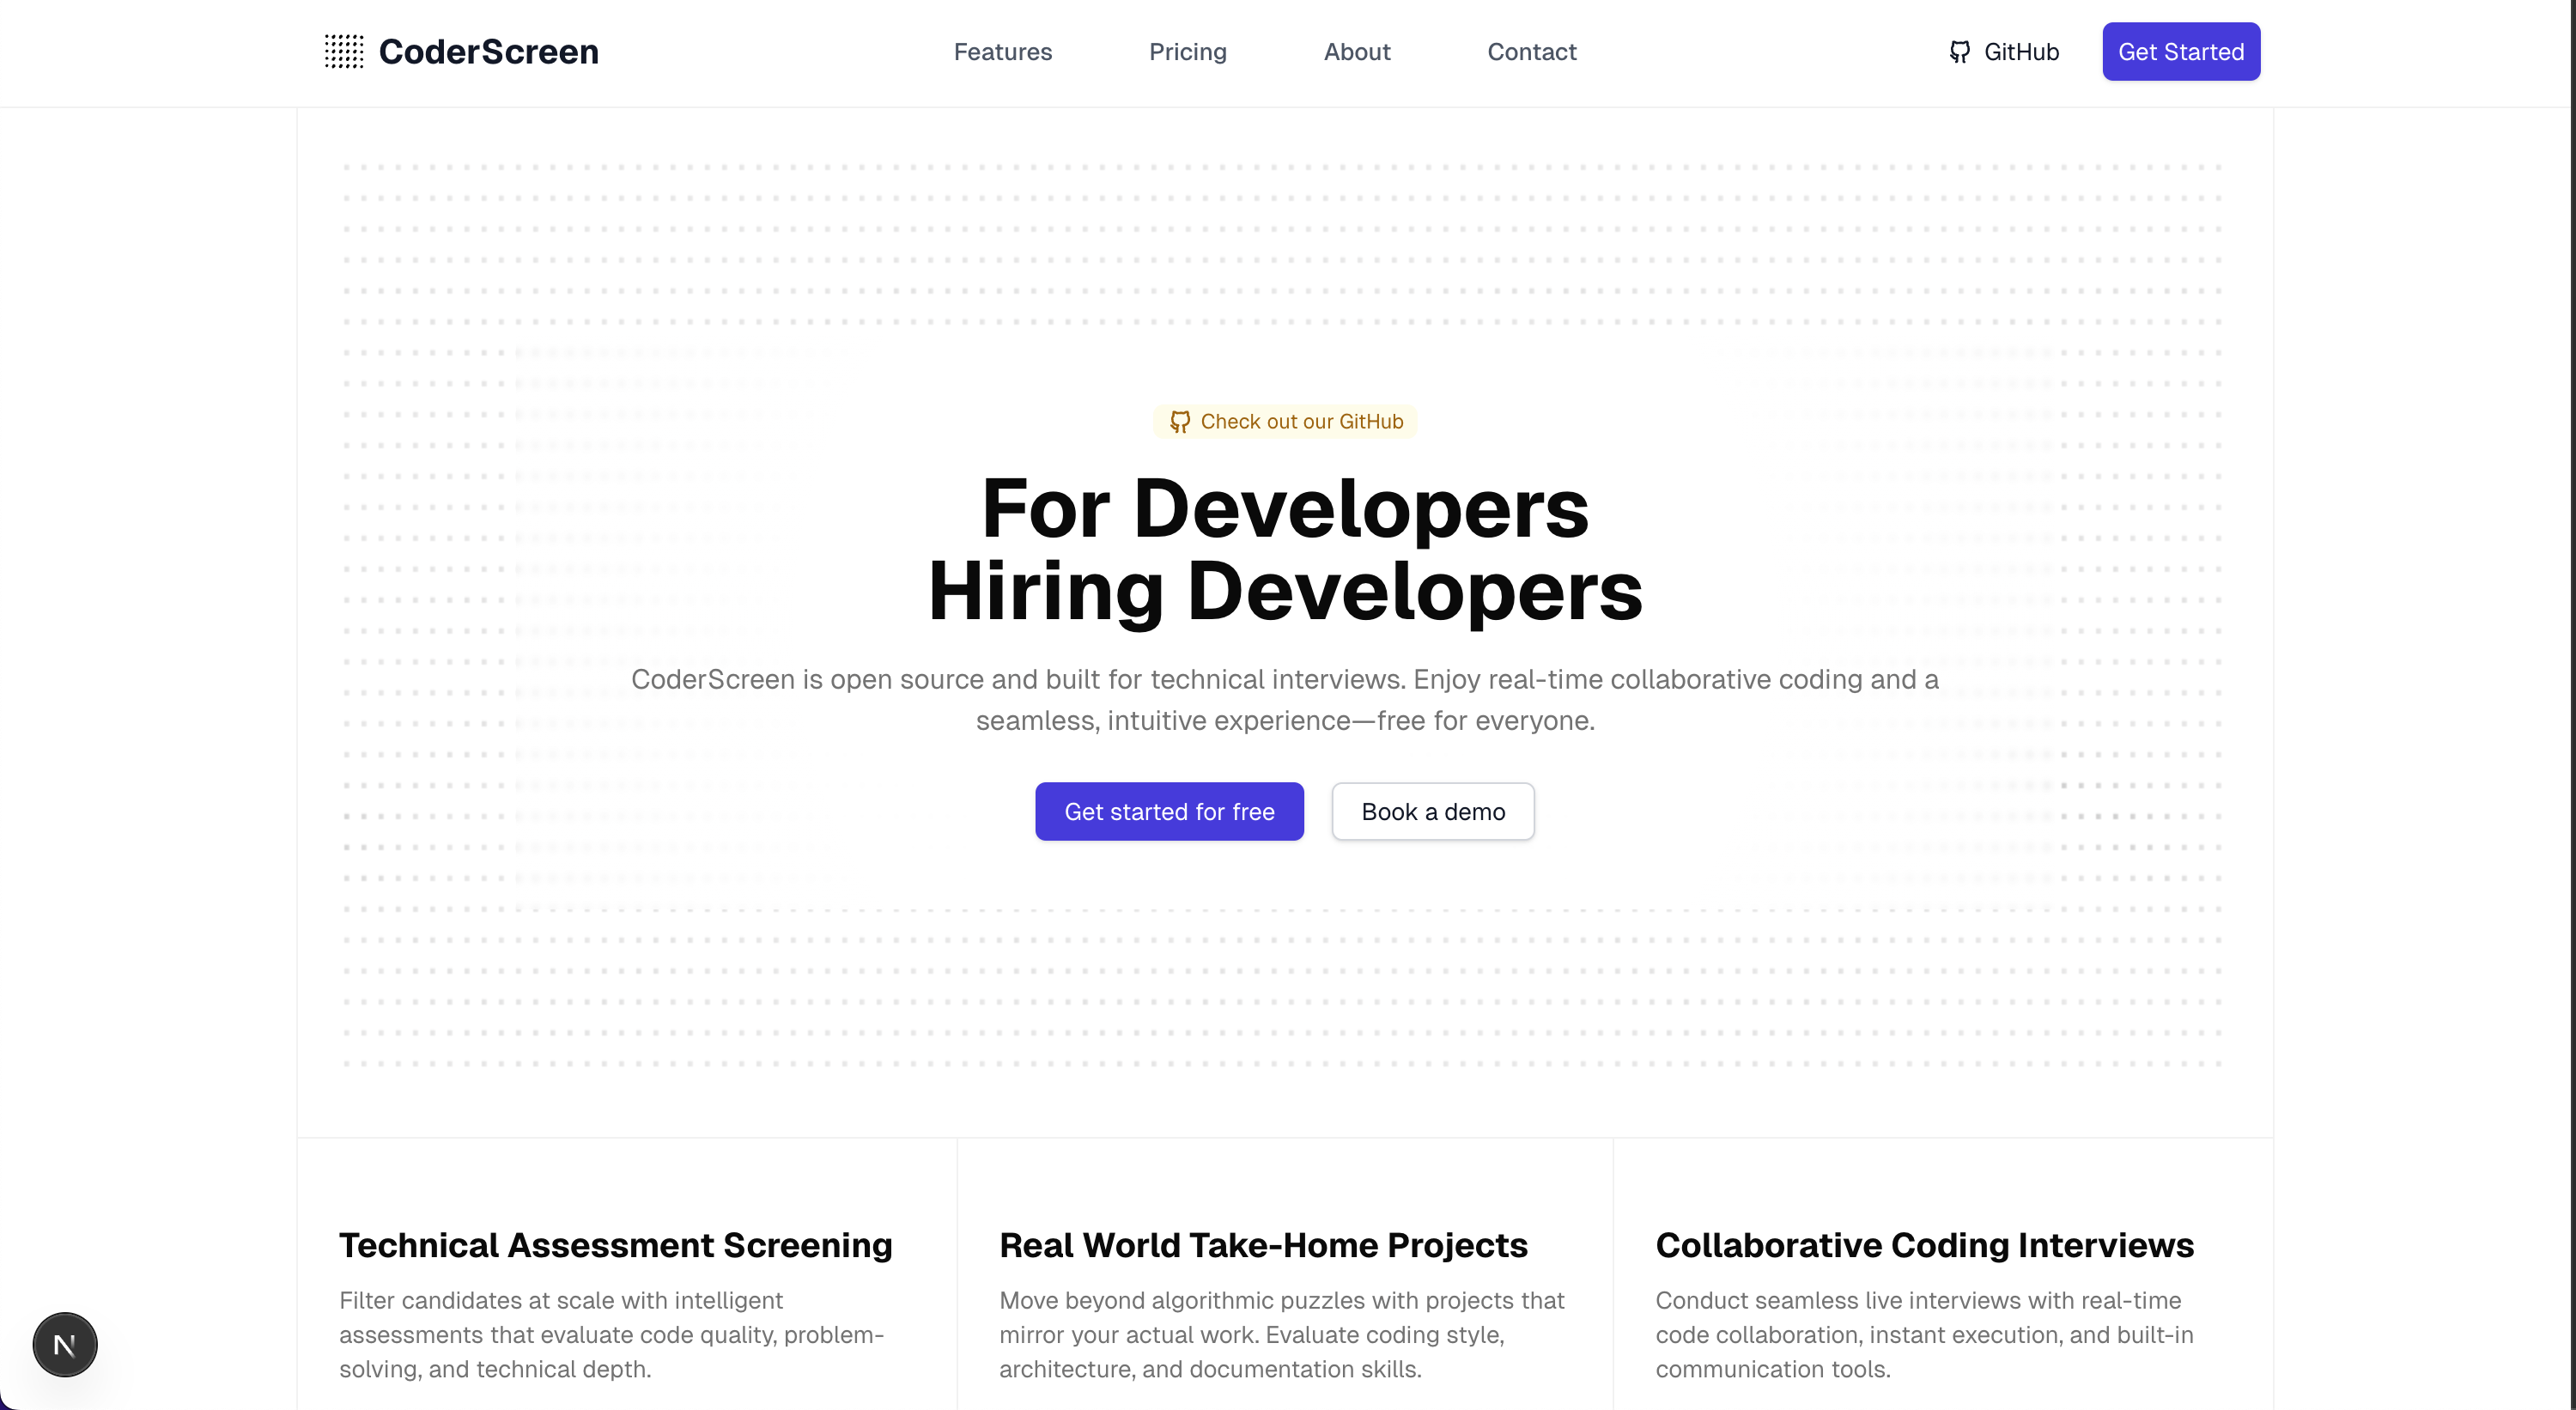 CoderScreen
Features
Pricing
About
Contact
GitHub
Get Started
Check out our GitHub
For Developers
Hiring Developers
CoderScreen is open source and built for technical interviews. Enjoy real-time collaborative coding and a
seamless, intuitive experience—free for everyone.
Get started for free
Book a demo
Technical Assessment Screening
Filter candidates at scale with intelligent
assessments that evaluate code quality, problem-
solving, and technical depth.
Real World Take-Home Projects
Move beyond algorithmic puzzles with projects that
mirror your actual work. Evaluate coding style,
architecture, and documentation skills.
Collaborative Coding Interviews
Conduct seamless live interviews with real-time
code collaboration, instant execution, and built-in
communication tools.
N